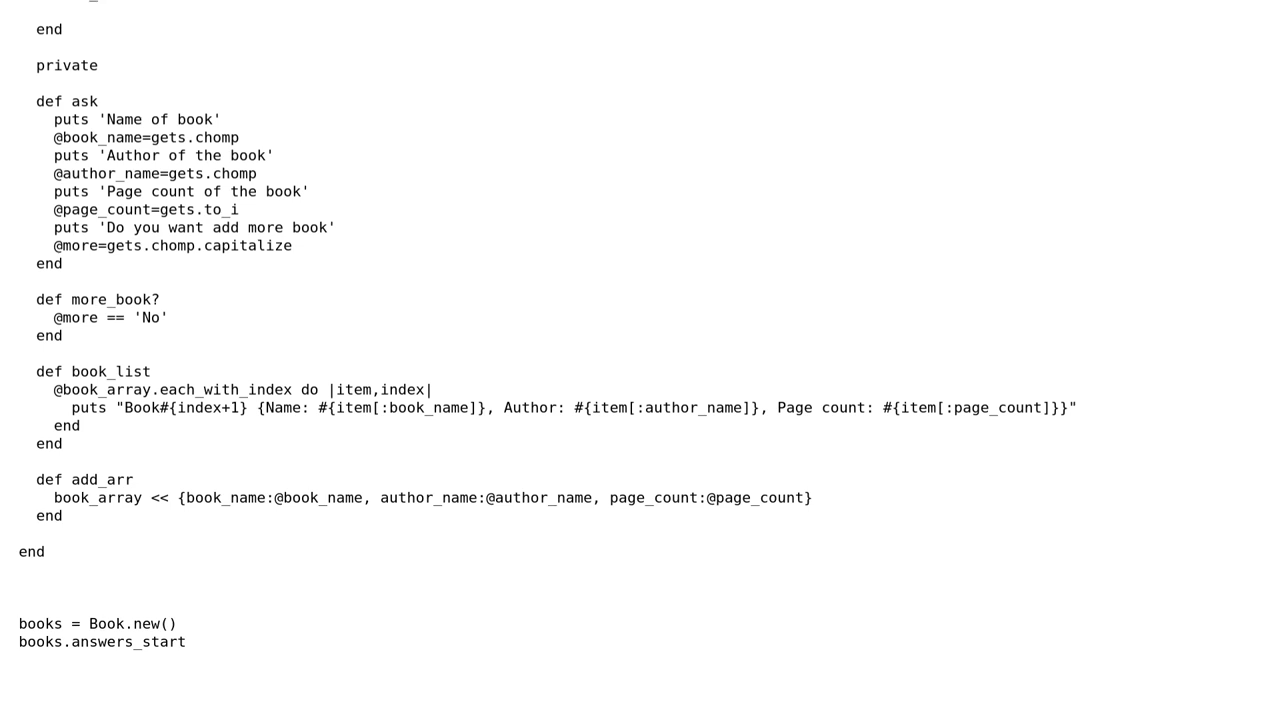 end
private
def ask
puts 'Name of book'
@book_name=gets.chomp
puts 'Author of the book'
@author_name=gets.chomp
puts 'Page count of the book'
@page_count=gets.to_i
puts 'Do you want add more book'
@more=gets.chomp.capitalize
end
def more_book?
@more == 'No'
end
def book_list
@book_array.each_with_index do |item,index|
puts "Book#{index+1} {Name: #{item[:book_name]}, Author: #{item[:author_name]}, Page count: #{item[:page_count]}}"
end
end
def add_arr
book_array << {book_name:@book_name, author_name:@author_name, page_count:@page_count}
end
end
books = Book.new()
books.answers_start